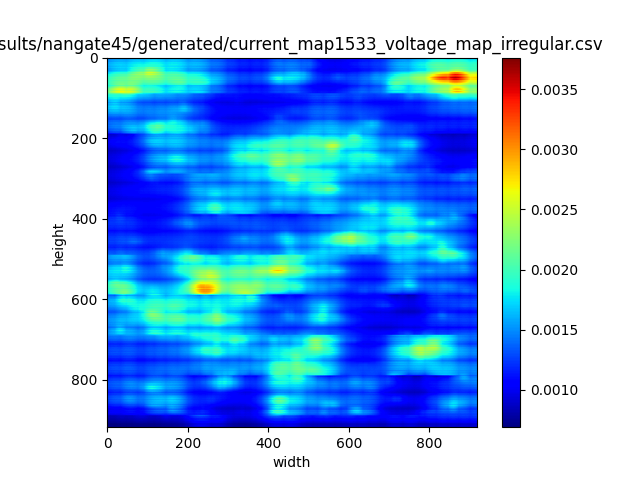 sults/nangate45/generated/current_map1533_voltage_map_irregular.csv
0
200
400
600
800
height
0 200 400 600 800
width
0.0035
0.0030
0.0025
0.0020
0.0015
0.0010